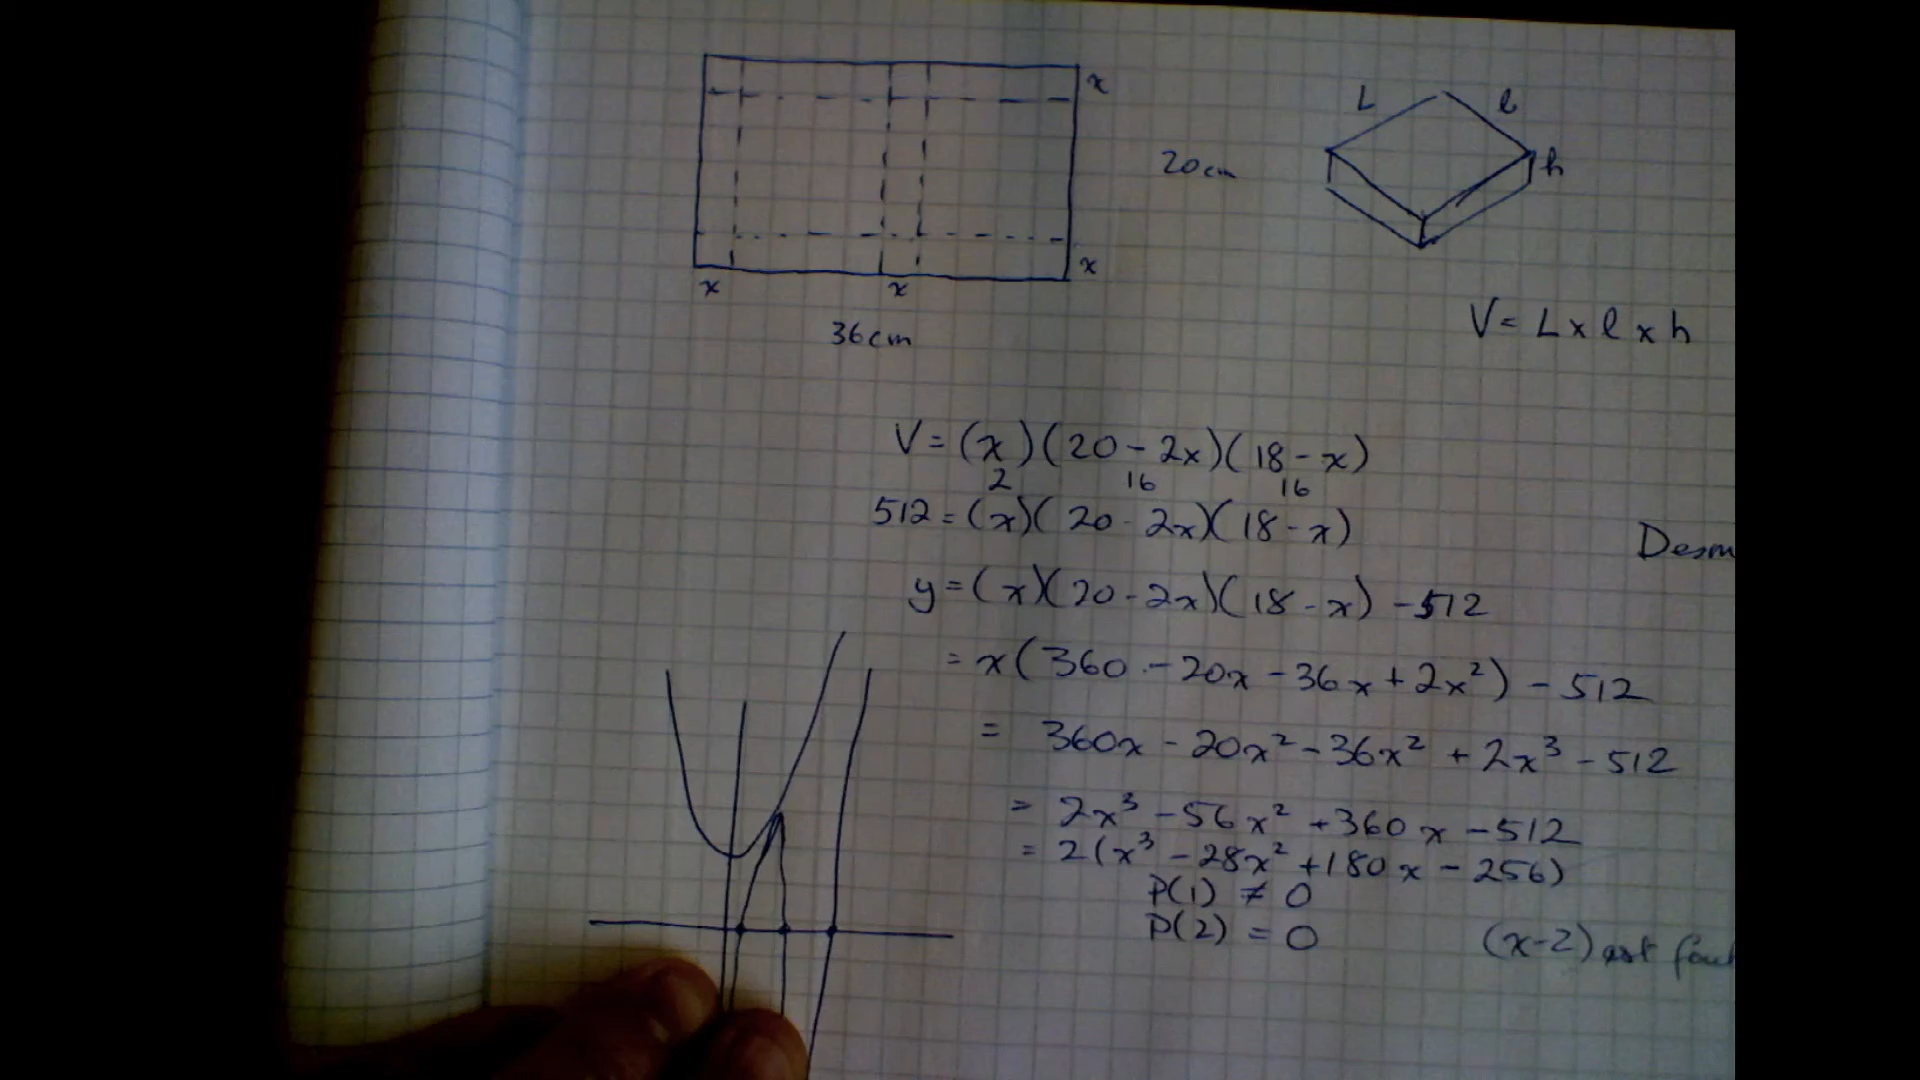 x
L l
20cm h
x
x x
36cm
V = L x l x h
V = (x)(20 - 2x)(18 - x)
2 16 16
512 = (x)(20 - 2x)(18 - x)
y = (x)(20 - 2x)(18 - x) - 512
= x(360 - 20x - 36x + 2x²) - 512
= 360x - 20x² - 36x² + 2x³ - 512
= 2x³ - 56x² + 360x - 512
= 2(x³ - 28x² + 180x - 256)
P(1) ≠ 0
P(2) = 0 (x-2) est